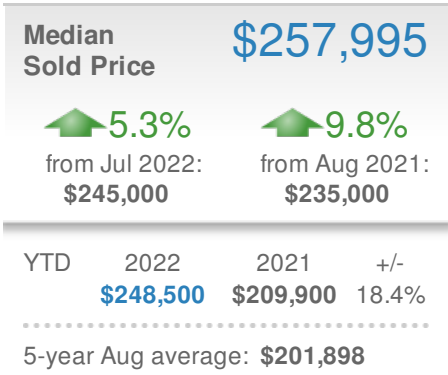 Median $257,995
Sold Price
5.3% 9.8%
from Jul 2022: from Aug 2021:
$245,000 $235,000
YTD 2022 2021 +/-
$248,500 $209,900 18.4%
5-year Aug average: $201,898